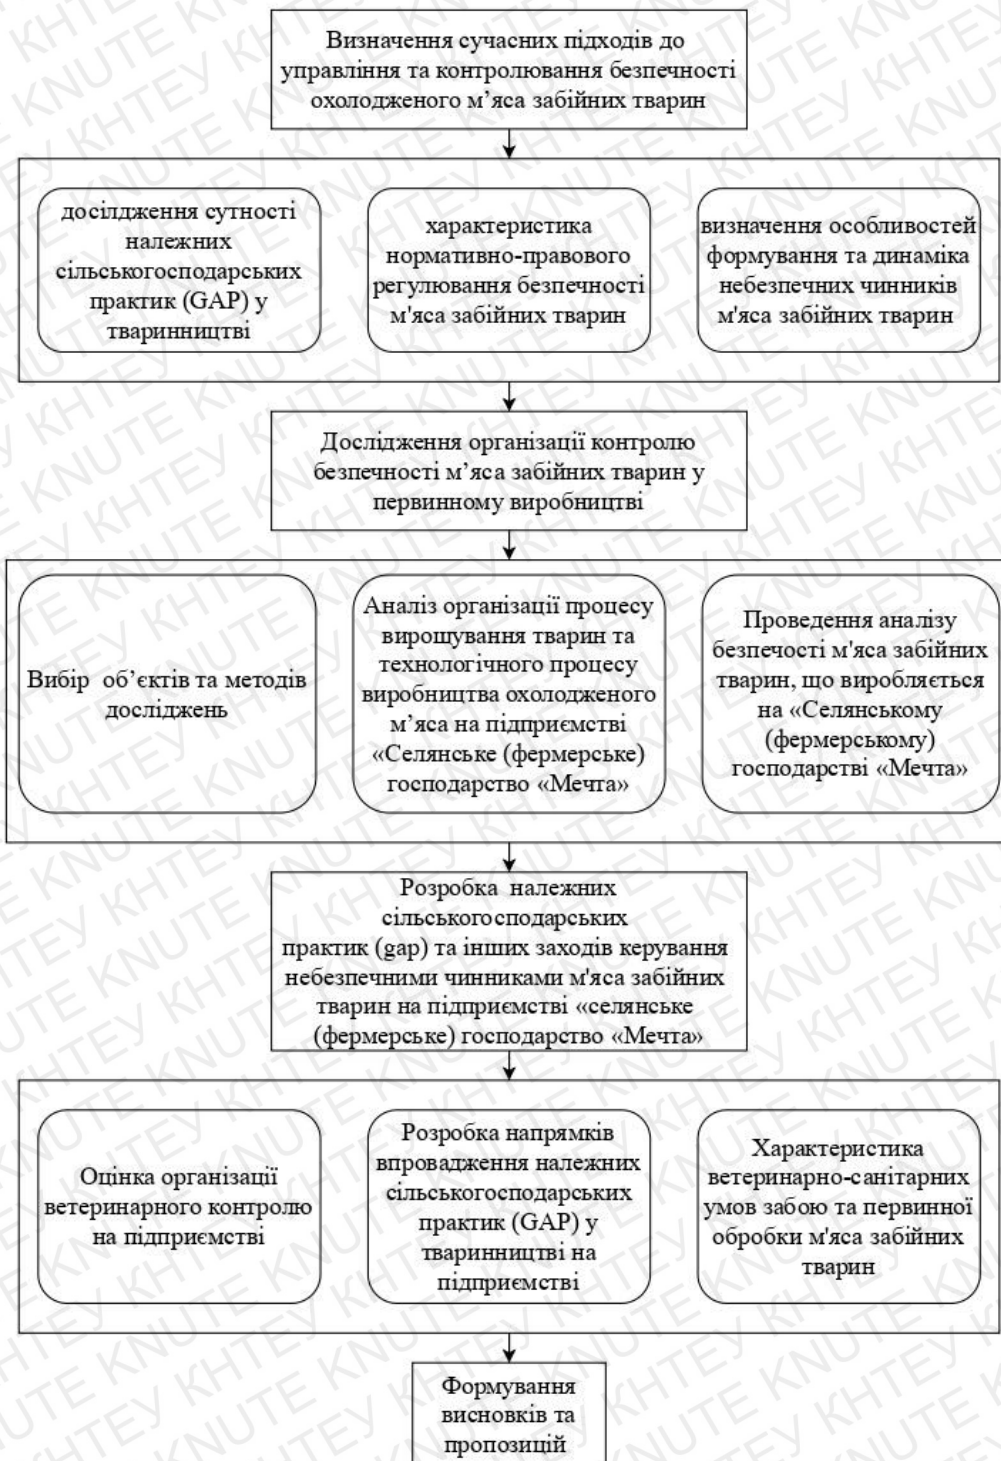 Визначення сучасних підходів до
управління та контролювання безпечності
охолодженого м’яса забійних тварин
досілдження сутності
належних
сільськогосподарських
практик (GAP) у
тваринництві
характеристика
нормативно-правового
регулювання безпечності
м'яса забійних тварин
визначення особливостей
формування та динаміка
небезпечних чинників
м'яса забійних тварин
Дослідження організації контролю
безпечності м’яса забійних тварин у
первинному виробництві
Вибір об’єктів та методів
досліджень
Аналіз організації процесу
вирощування тварин та
технологічного процесу
виробництва охолодженого
м’яса на підприємстві
«Селянське (фермерське)
господарство «Мечта»
Проведення аналізу
безпечості м'яса забійних
тварин, що виробляється
на «Селянському
(фермерському)
господарстві «Мечта»
Розробка належних
сільськогосподарських
практик (gap) та інших заходів керування
небезпечними чинниками м'яса забійних
тварин на підприємстві «селянське
(фермерське) господарство «Мечта»
Оцінка організації
ветеринарного контролю
на підприємстві
Розробка напрямків
впровадження належних
сільськогосподарських
практик (GAP) у
тваринництві на
підприємстві
Характеристика
ветеринарно-санітарних
умов забою та первинної
обробки м'яса забійних
тварин
Формування
висновків та
пропозицій